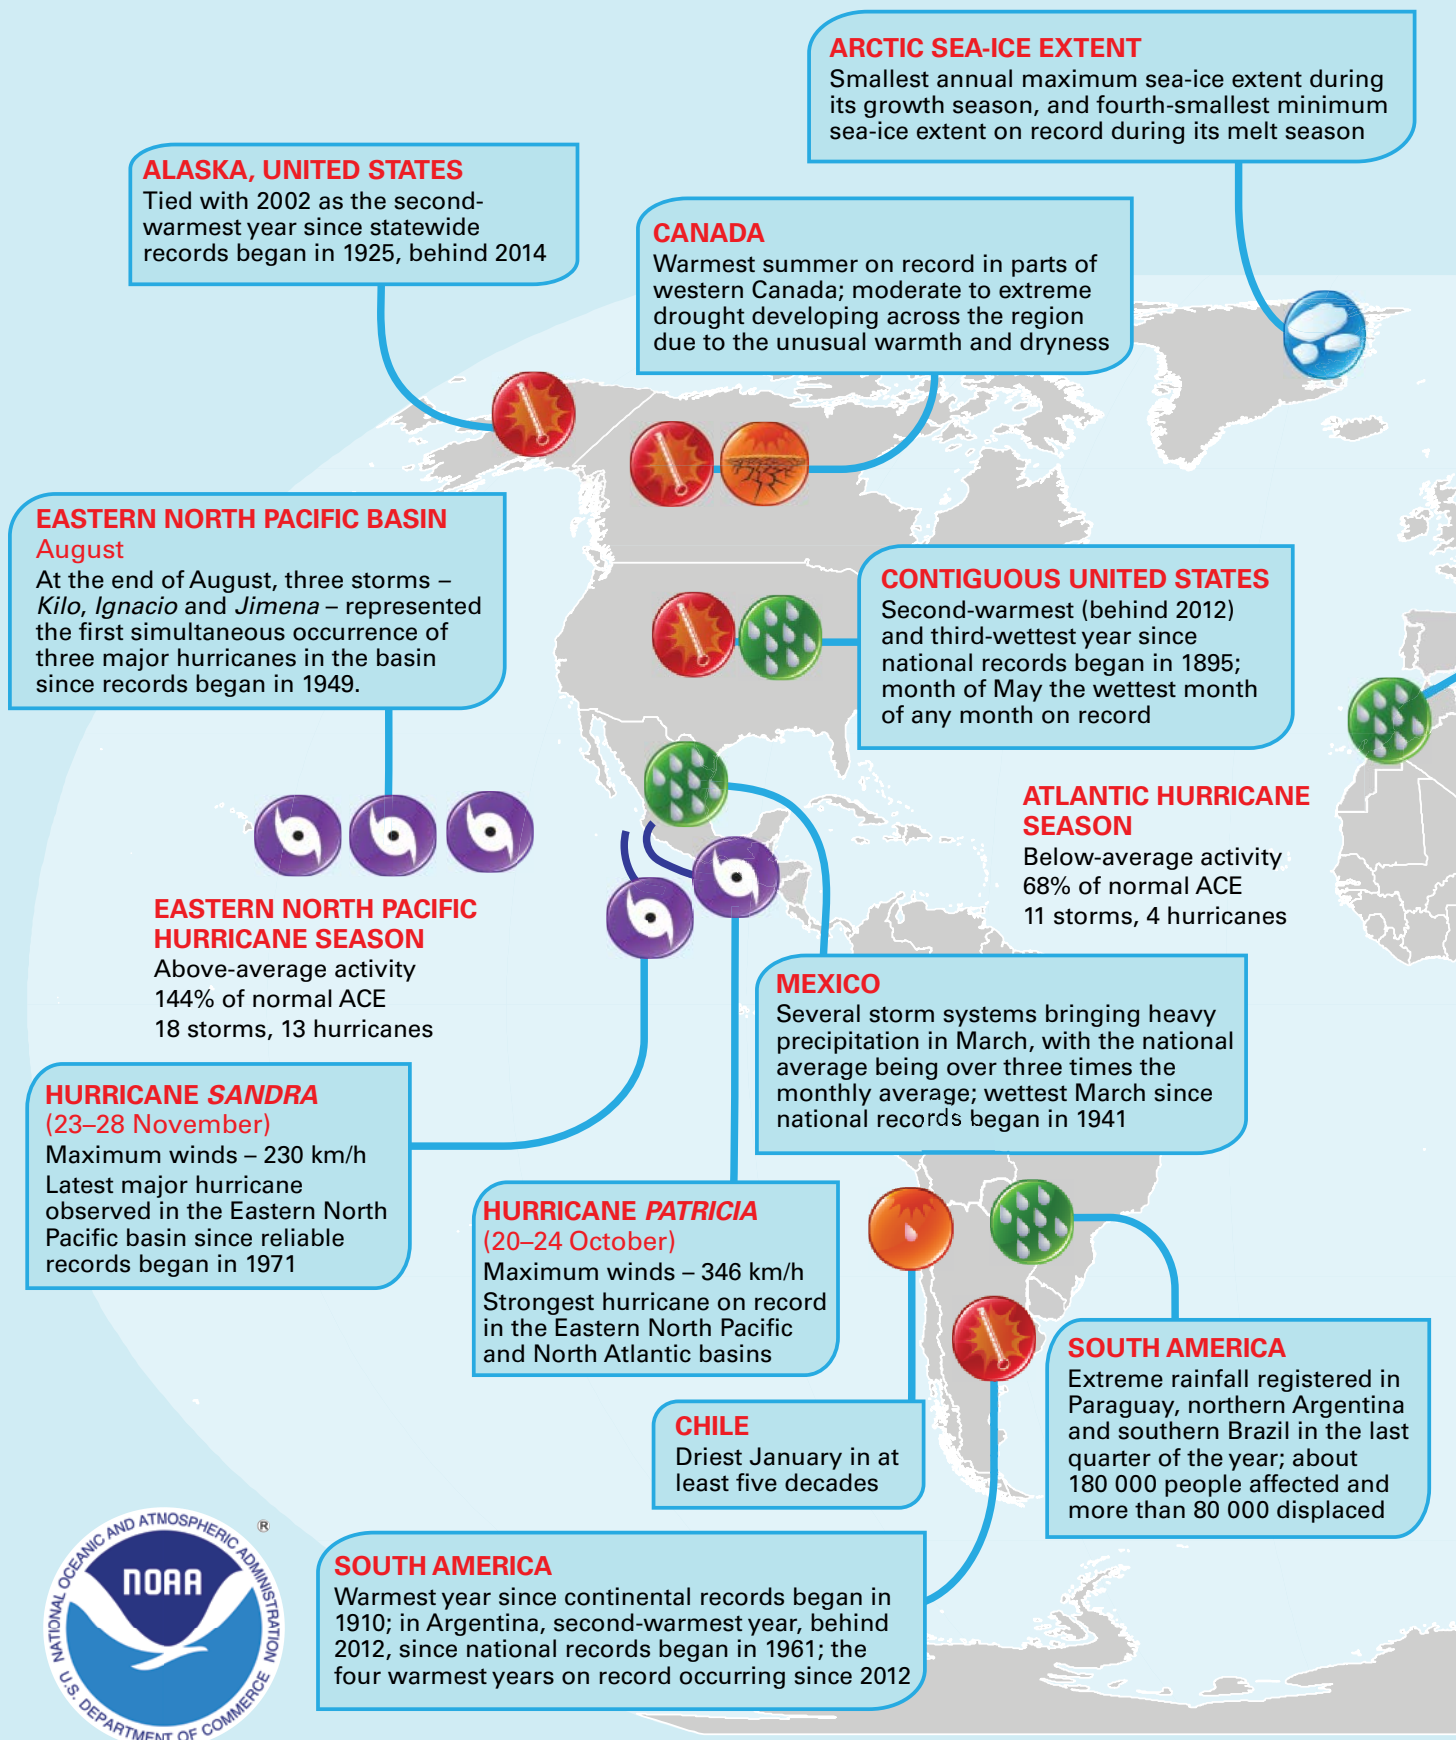 ARCTIC SEA-ICE EXTENT
Smallest annual maximum sea-ice extent during
its growth season, and fourth-smallest minimum
sea-ice extent on record during its melt season
ALASKA, UNITED STATES
Tied with 2002 as the second-
warmest year since statewide
records began in 1925, behind 2014
CANADA
Warmest summer on record in parts of
western Canada; moderate to extreme
drought developing across the region
due to the unusual warmth and dryness
EASTERN NORTH PACIFIC BASIN
August
At the end of August, three storms –
Kilo, Ignacio and Jimena – represented
the first simultaneous occurrence of
three major hurricanes in the basin
since records began in 1949.
CONTIGUOUS UNITED STATES
Second-warmest (behind 2012)
and third-wettest year since
national records began in 1895;
month of May the wettest month
of any month on record
ATLANTIC HURRICANE
SEASON
Below-average activity
68% of normal ACE
11 storms, 4 hurricanes
EASTERN NORTH PACIFIC
HURRICANE SEASON
Above-average activity
144% of normal ACE
18 storms, 13 hurricanes
MEXICO
Several storm systems bringing heavy
precipitation in March, with the national
average being over three times the
monthly average; wettest March since
national records began in 1941
HURRICANE SANDRA
(23–28 November)
Maximum winds – 230 km/h
Latest major hurricane
observed in the Eastern North
Pacific basin since reliable
records began in 1971
HURRICANE PATRICIA
(20–24 October)
Maximum winds – 346 km/h
Strongest hurricane on record
in the Eastern North Pacific
and North Atlantic basins
SOUTH AMERICA
Extreme rainfall registered in
Paraguay, northern Argentina
and southern Brazil in the last
quarter of the year; about
180 000 people affected and
more than 80 000 displaced
CHILE
Driest January in at
least five decades
SOUTH AMERICA
Warmest year since continental records began in
1910; in Argentina, second-warmest year, behind
2012, since national records began in 1961; the
four warmest years on record occurring since 2012
NATIONAL OCEANIC AND ATMOSPHERIC ADMINISTRATION
®
NOAA
U.S. DEPARTMENT OF COMMERCE